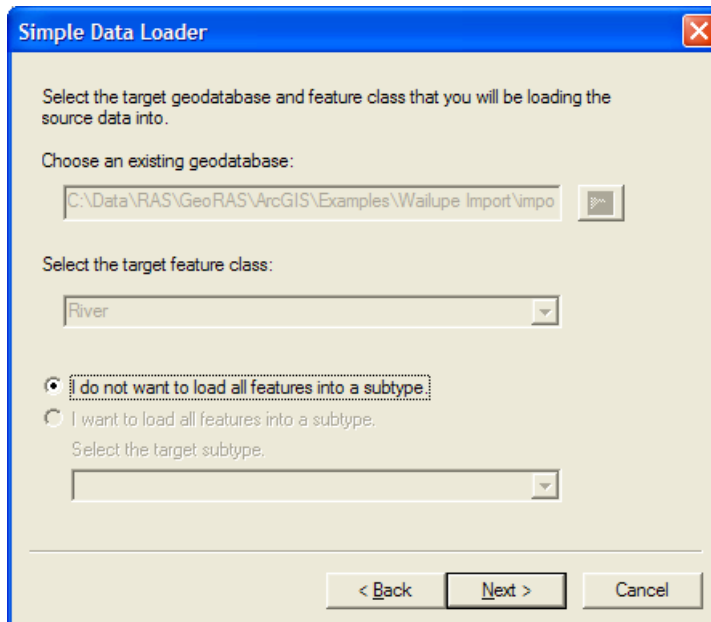 Simple Data Loader
Select the target geodatabase and feature class that you will be loading the
source data into.
Choose an existing geodatabase:
C:\Data\RAS\GeoRAS\ArcGIS\Examples\Wailupe Import\impo
Select the target feature class:
River
I do not want to load all features into a subtype.
I want to load all features into a subtype.
Select the target subtype.
< Back
Next >
Cancel